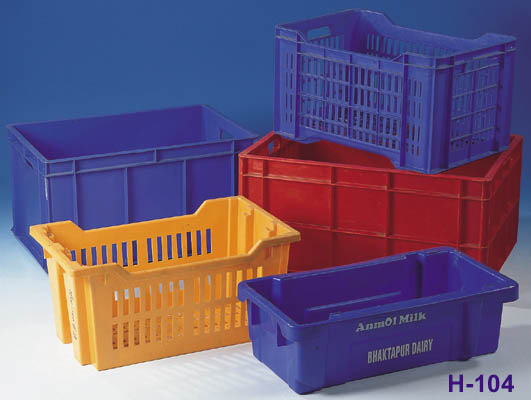 Anmol Milk
BHAKTAPUR DAIRY
H-104